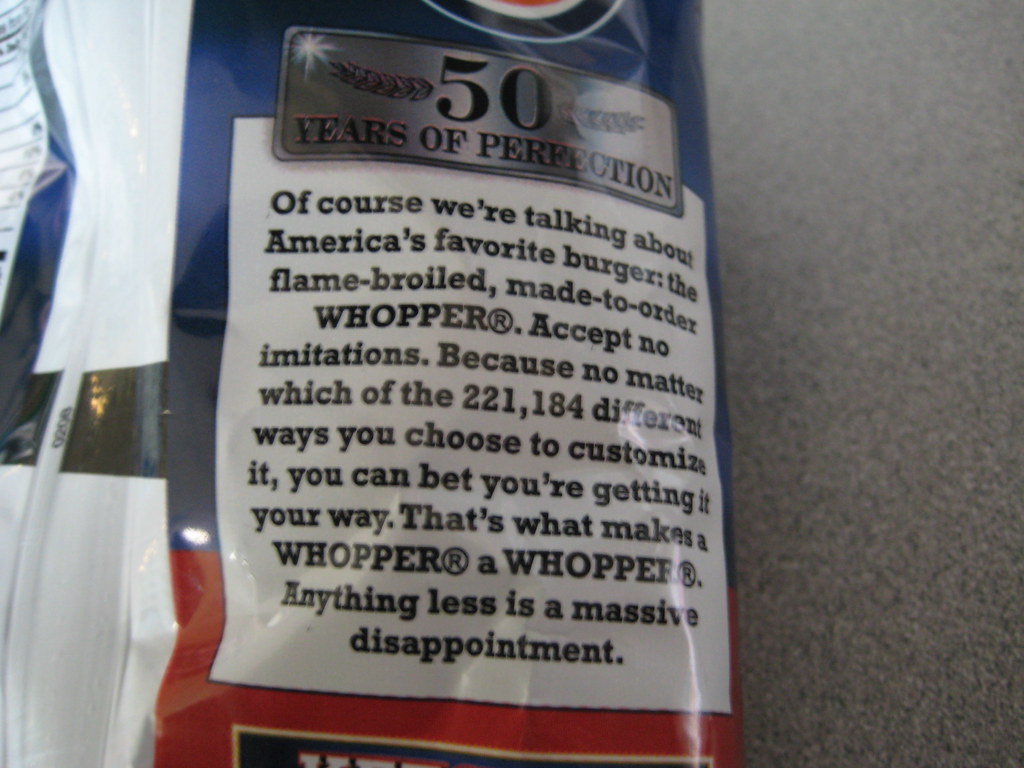 50
YEARS OF PERFECTION
Of course we're talking about
America's favorite burger: the
flame-broiled, made-to-order
WHOPPER®. Accept no
imitations. Because no matter
which of the 221,184 different
ways you choose to customize
it, you can bet you're getting it
your way. That's what makes a
WHOPPER® a WHOPPER®.
Anything less is a massive
disappointment.
0208